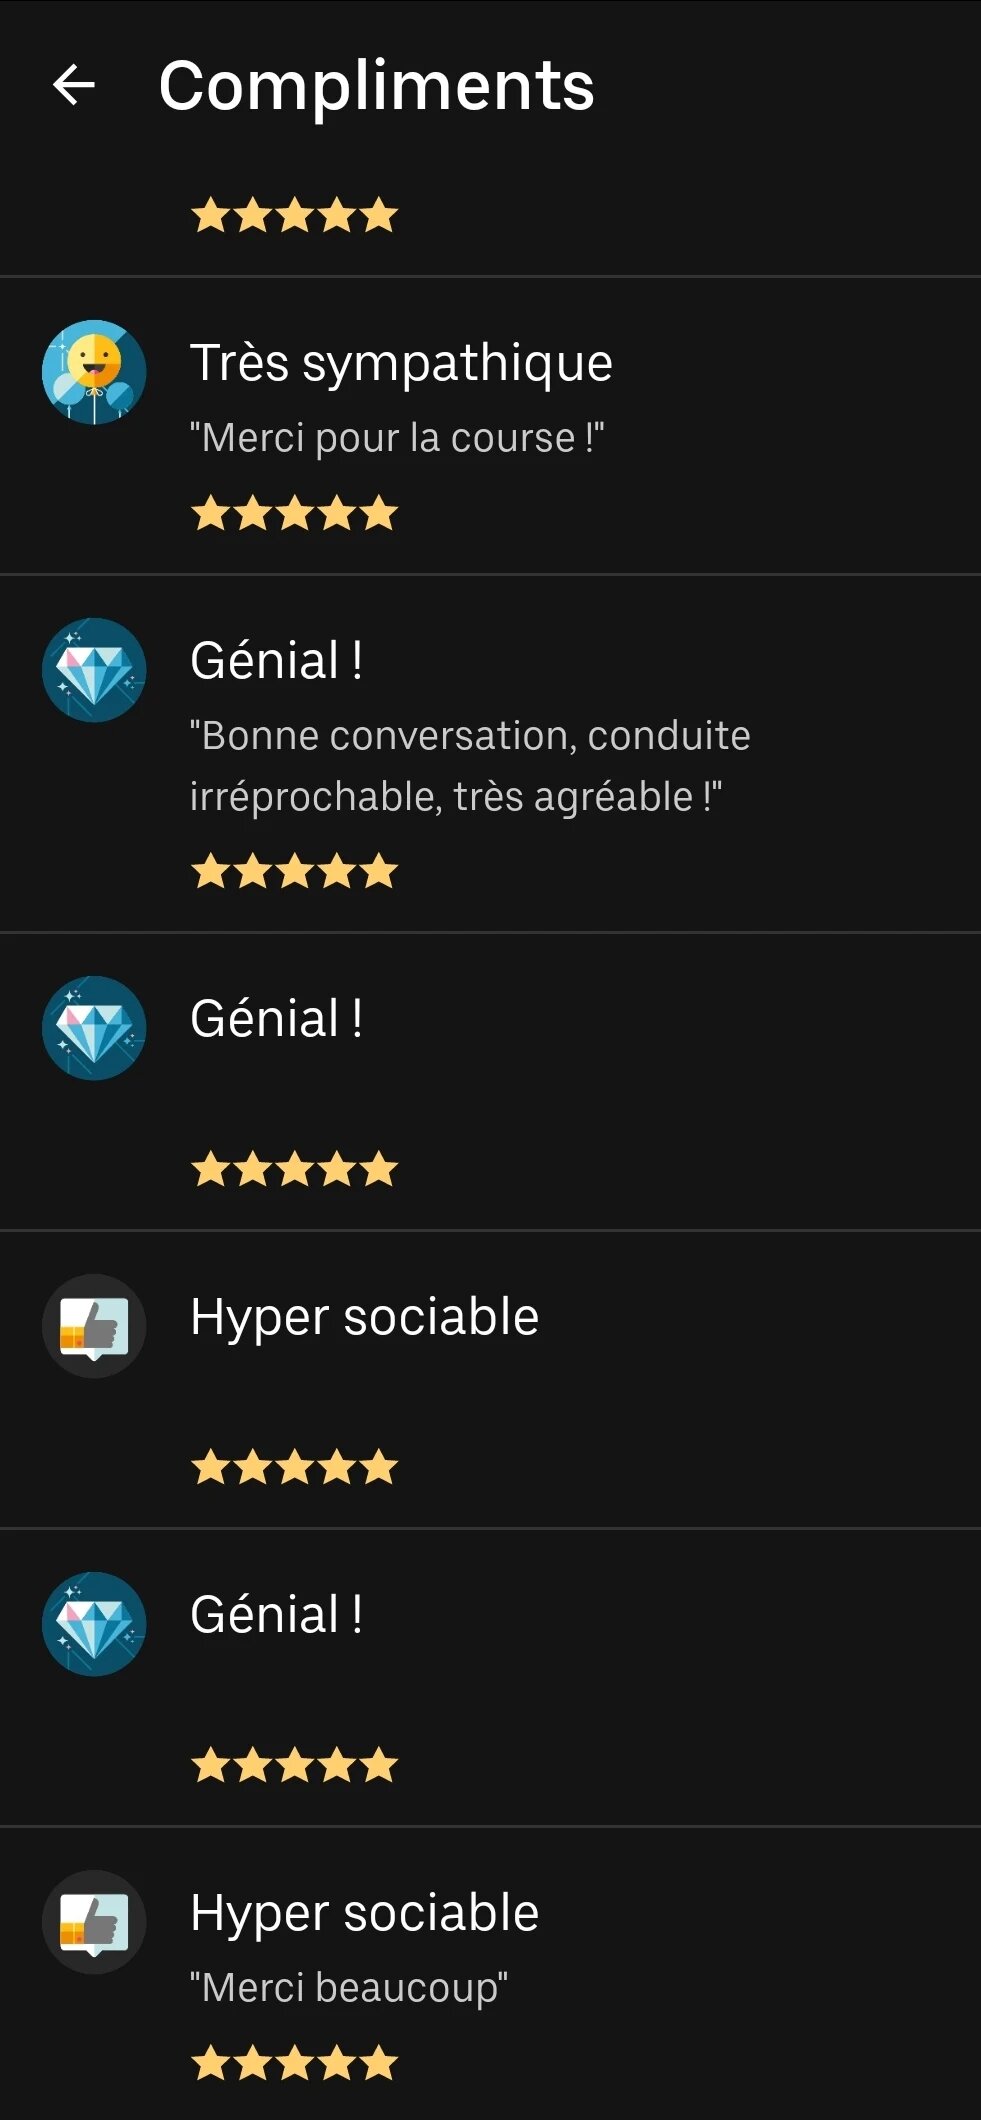 Compliments
Très sympathique
"Merci pour la course !"
Génial !
"Bonne conversation, conduite
irréprochable, très agréable !"
Génial !
Hyper sociable
Génial !
Hyper sociable
"Merci beaucoup"